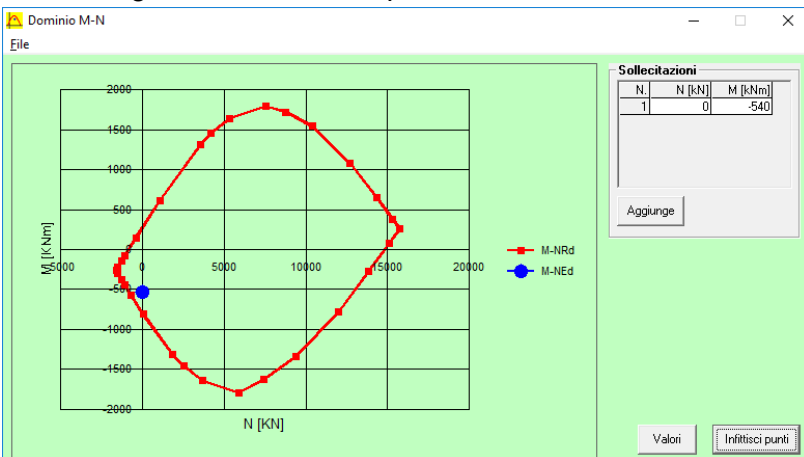 Dominio M-N
File
2000
1500
1000
500
0
-500
-1000
-1500
-2000
M [KNm]
-5000 0 5000 10000 15000 20000
N [KN]
M-NRd
M-NEd
Sollecitazioni
N. N [kN] M [kNm]
1 0 -540
Aggiunge
Valori
Infittisci punti